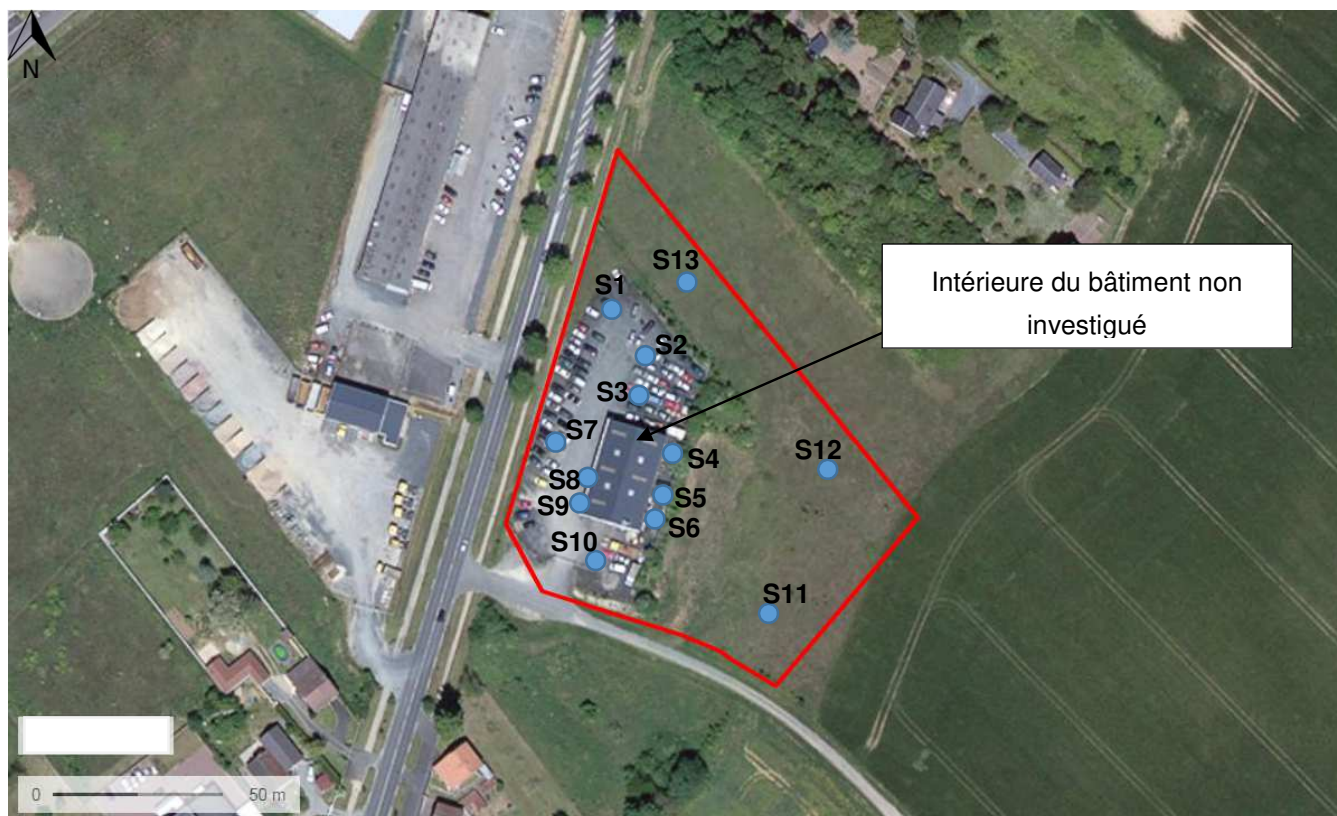 N
S13
S1
Intérieure du bâtiment non
investigué
S2
S3
S7
S12
S4
S8
S5
S9
S6
S10
S11
0 50 m